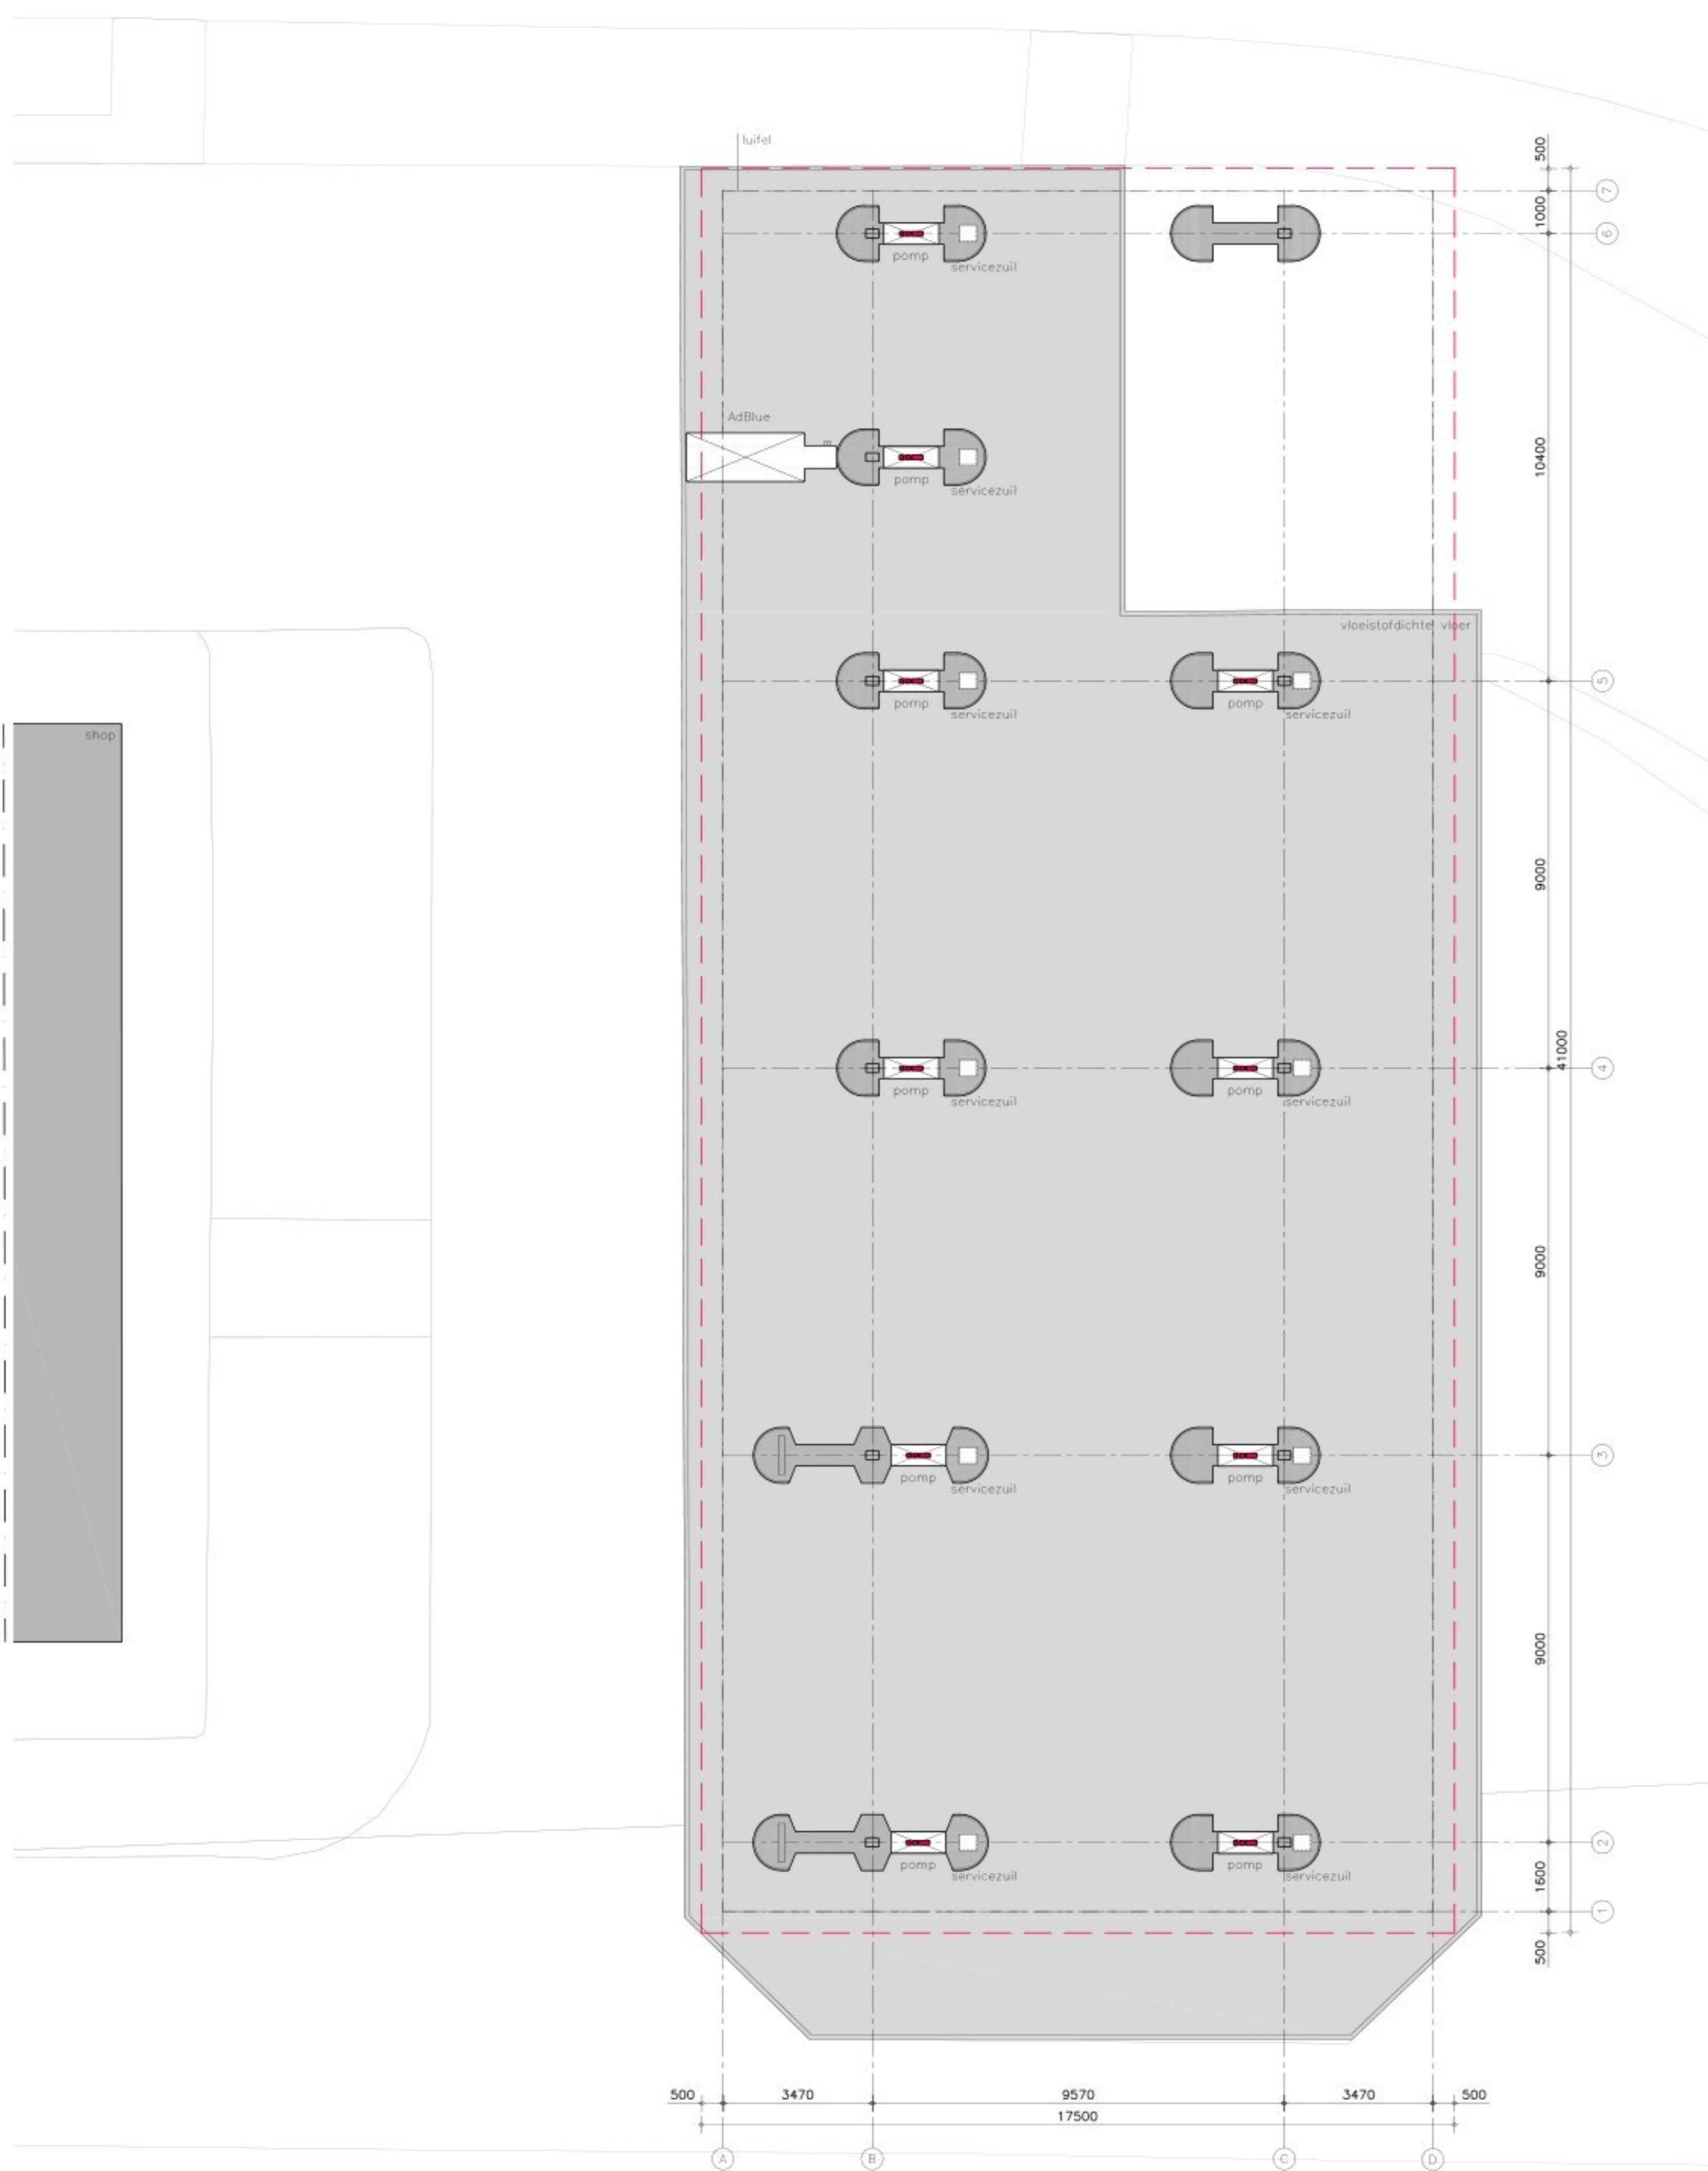 luifel
500
7
1000
6
pomp
servicezuil
AdBlue
m
pomp
servicezuil
10400
vloeistofdichte vloer
5
pomp
servicezuil
pomp
servicezuil
shop
9000
41000
4
pomp
servicezuil
pomp
servicezuil
9000
3
pomp
servicezuil
pomp
servicezuil
9000
2
pomp
servicezuil
pomp
servicezuil
1600
1
500
500 3470 9570 3470 500
17500
A B C D